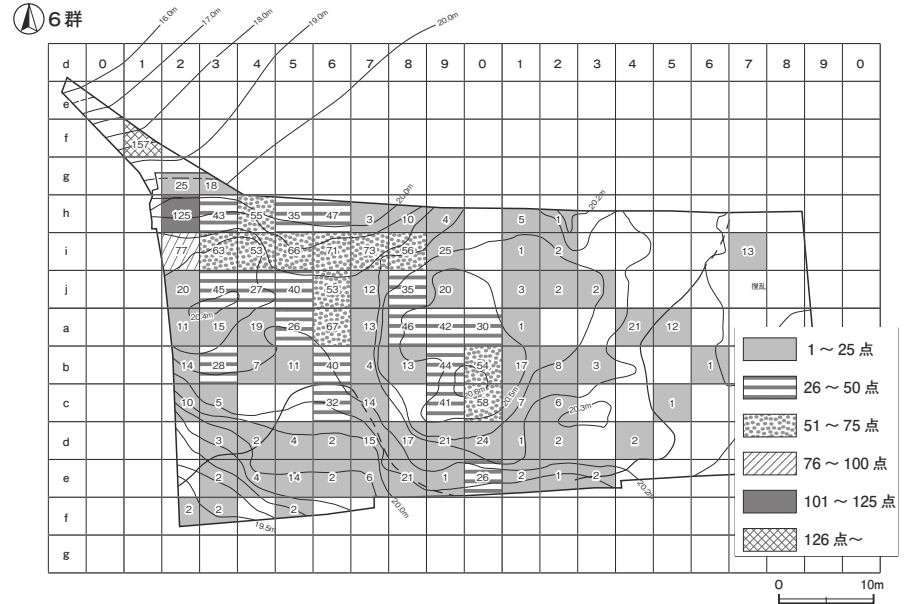 6群
16.0m 17.0m 18.0m 19.0m 20.0m
d 0 1 2 3 4 5 6 7 8 9 0 1 2 3 4 5 6 7 8 9 0
e
f 157
g 25 18
h 125 43 55 35 47 3 10 4 5 1
20.0m 20.2m
i 77 63 53 66 71 73 56 25 1 2 13
j 20 45 27 40 53 12 35 20 3 2 2
撹乱
20.4m
a 11 15 19 26 67 13 46 42 30 1 21 12
b 14 28 7 11 40 4 13 44 54 17 8 3 1
20.6m 20.5m
c 10 5 32 14 41 58 7 6 1
20.3m
d 3 2 4 2 15 17 21 24 1 2 2
e 2 4 14 2 6 21 1 26 2 1 2
20.0m 20.2m
f 2 2 2
19.5m
g
1～25点
26～50点
51～75点
76～100点
101～125点
126点～
0 10m